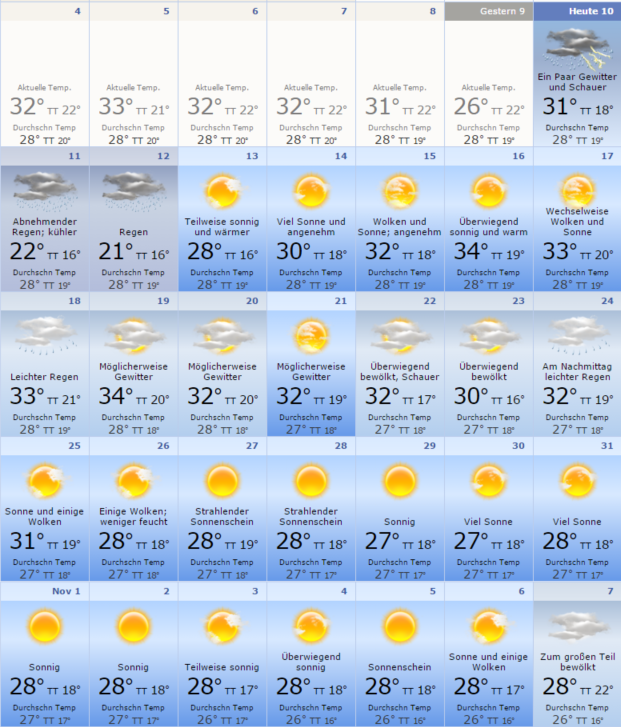 4 5 6 7 8 Gestern 9 Heute 10
Ein Paar Gewitter
und Schauer
Aktuelle Temp. Aktuelle Temp. Aktuelle Temp. Aktuelle Temp. Aktuelle Temp. Aktuelle Temp.
32° TT 22° 33° TT 21° 32° TT 22° 32° TT 22° 31° TT 22° 26° TT 22° 31° TT 18°
Durchschn Temp Durchschn Temp Durchschn Temp Durchschn Temp Durchschn Temp Durchschn Temp Durchschn Temp
28° TT 20° 28° TT 20° 28° TT 20° 28° TT 20° 28° TT 19° 28° TT 19° 28° TT 19°
11 12 13 14 15 16 17
Abnehmender
Regen; kühler
Regen
Teilweise sonnig
und wärmer
Viel Sonne und
angenehm
Wolken und
Sonne; angenehm
Überwiegend
sonnig und warm
Wechselweise
Wolken und
Sonne
22° TT 16° 21° TT 16° 28° TT 16° 30° TT 18° 32° TT 18° 34° TT 19° 33° TT 20°
Durchschn Temp Durchschn Temp Durchschn Temp Durchschn Temp Durchschn Temp Durchschn Temp Durchschn Temp
28° TT 19° 28° TT 19° 28° TT 19° 28° TT 19° 28° TT 19° 28° TT 19° 28° TT 19°
18 19 20 21 22 23 24
Leichter Regen
Möglicherweise
Gewitter
Möglicherweise
Gewitter
Möglicherweise
Gewitter
Überwiegend
bewölkt, Schauer
Überwiegend
bewölkt
Am Nachmittag
leichter Regen
33° TT 21° 34° TT 20° 32° TT 20° 32° TT 19° 32° TT 17° 30° TT 16° 32° TT 19°
Durchschn Temp Durchschn Temp Durchschn Temp Durchschn Temp Durchschn Temp Durchschn Temp Durchschn Temp
28° TT 19° 28° TT 18° 28° TT 18° 27° TT 18° 27° TT 18° 27° TT 18° 27° TT 18°
25 26 27 28 29 30 31
Sonne und einige
Wolken
Einige Wolken;
weniger feucht
Strahlender
Sonnenschein
Strahlender
Sonnenschein
Sonnig
Viel Sonne
Viel Sonne
31° TT 19° 28° TT 18° 28° TT 19° 28° TT 18° 27° TT 18° 27° TT 18° 28° TT 17°
Durchschn Temp Durchschn Temp Durchschn Temp Durchschn Temp Durchschn Temp Durchschn Temp Durchschn Temp
27° TT 18° 27° TT 18° 27° TT 18° 27° TT 18° 27° TT 17° 27° TT 17° 27° TT 17°
Nov 1 2 3 4 5 6 7
Sonnig
Sonnig
Teilweise sonnig
Überwiegend
sonnig
Sonnenschein
Sonne und einige
Wolken
Zum großen Teil
bewölkt
28° TT 18° 28° TT 18° 28° TT 17° 28° TT 18° 28° TT 18° 28° TT 17° 28° TT 22°
Durchschn Temp Durchschn Temp Durchschn Temp Durchschn Temp Durchschn Temp Durchschn Temp Durchschn Temp
27° TT 17° 27° TT 17° 26° TT 17° 26° TT 16° 26° TT 16° 26° TT 16° 26° TT 16°